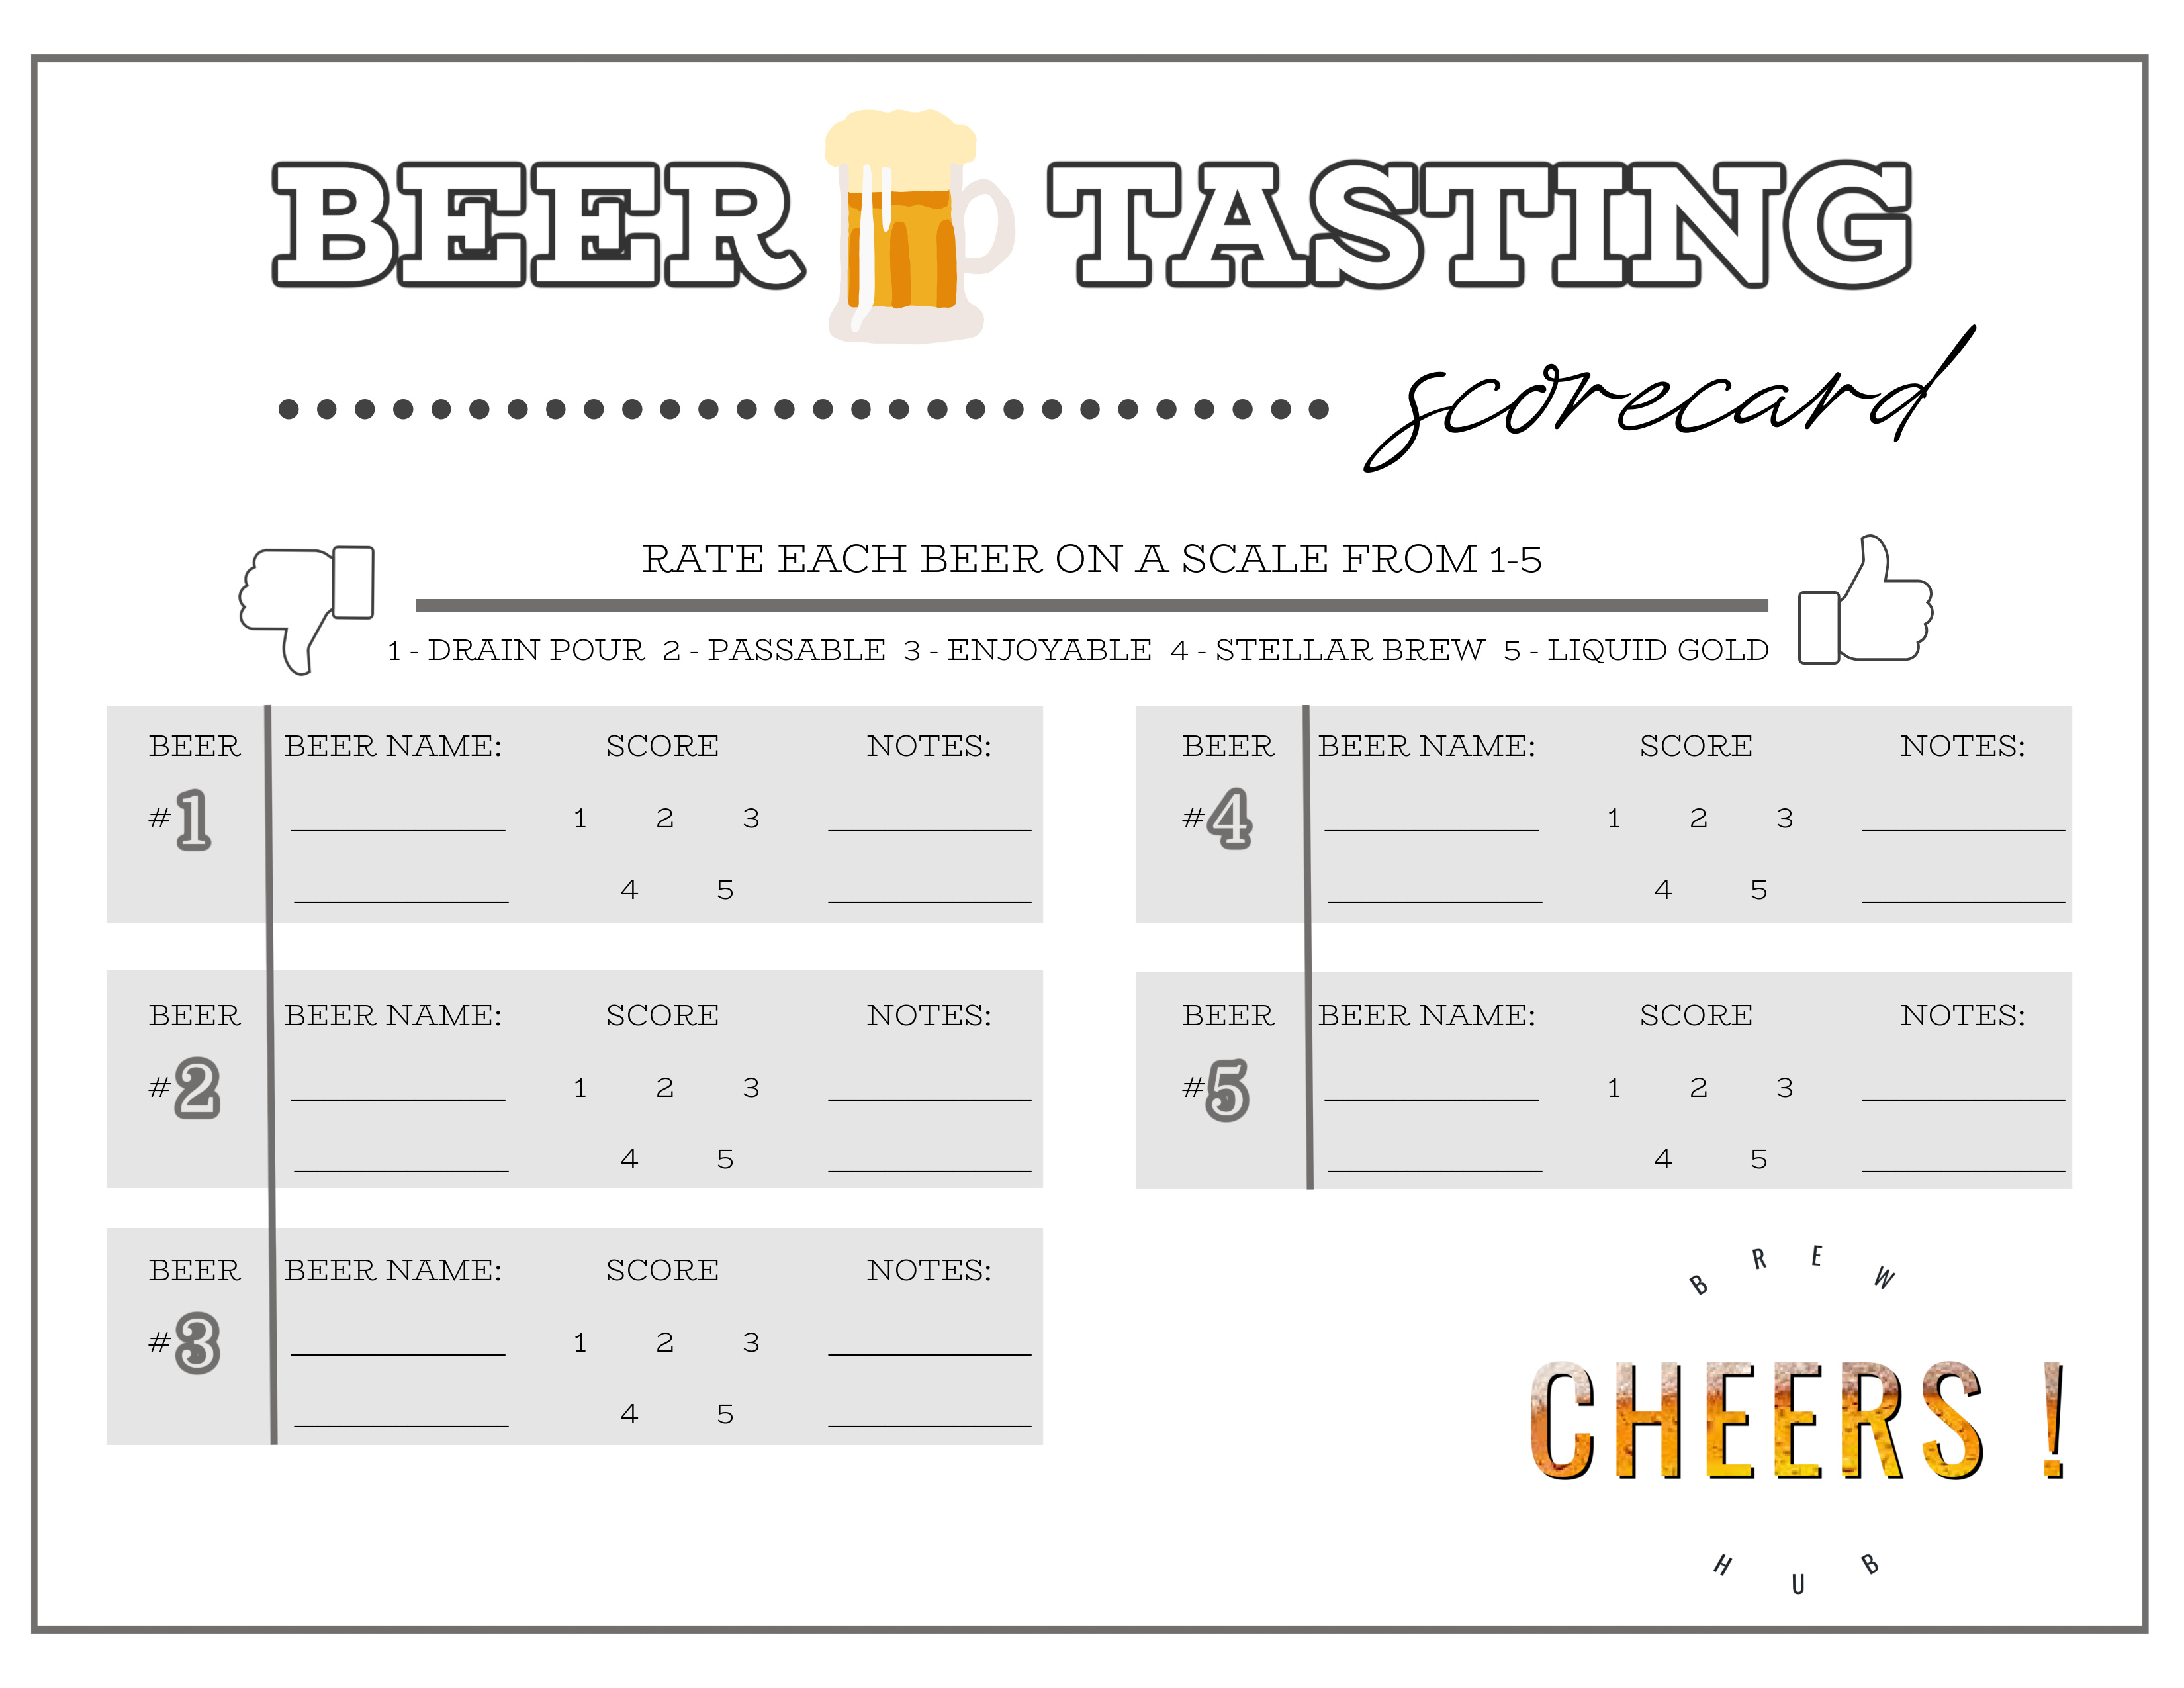 BEER TASTING
scorecard
RATE EACH BEER ON A SCALE FROM 1-5
1 - DRAIN POUR 2 - PASSABLE 3 - ENJOYABLE 4 - STELLAR BREW 5 - LIQUID GOLD
BEER BEER NAME: SCORE NOTES:
#1 1 2 3
4 5
BEER BEER NAME: SCORE NOTES:
#2 1 2 3
4 5
BEER BEER NAME: SCORE NOTES:
#3 1 2 3
4 5
BEER BEER NAME: SCORE NOTES:
#4 1 2 3
4 5
BEER BEER NAME: SCORE NOTES:
#5 1 2 3
4 5
BREW
CHEERS !
HUB